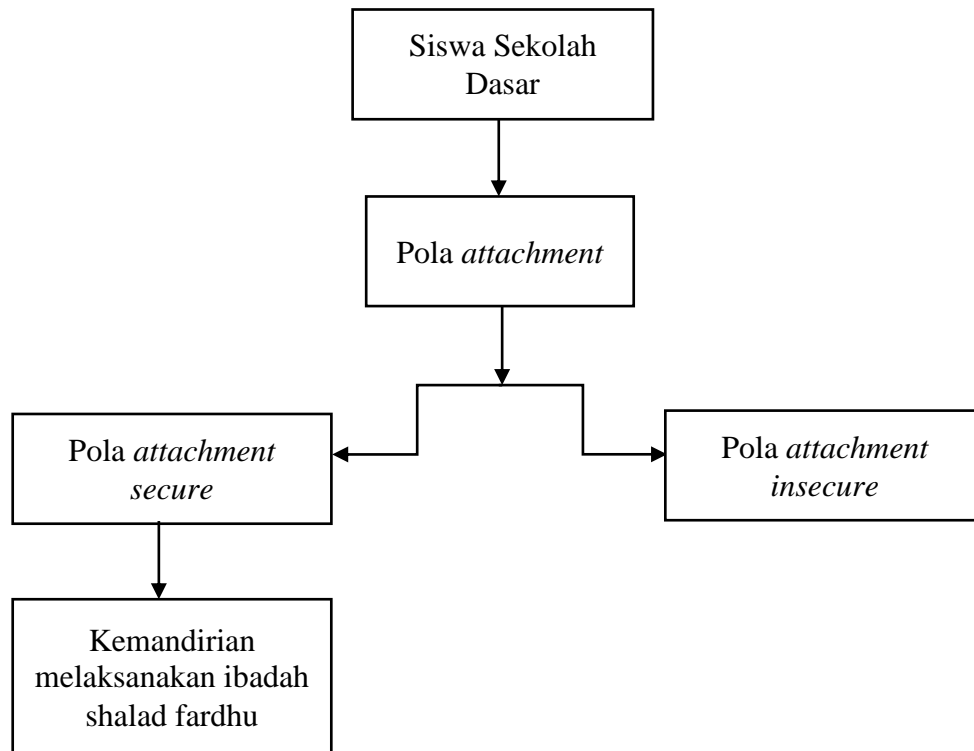 Siswa Sekolah
Dasar
Pola attachment
Pola attachment
secure
Pola attachment
insecure
Kemandirian
melaksanakan ibadah
shalad fardhu